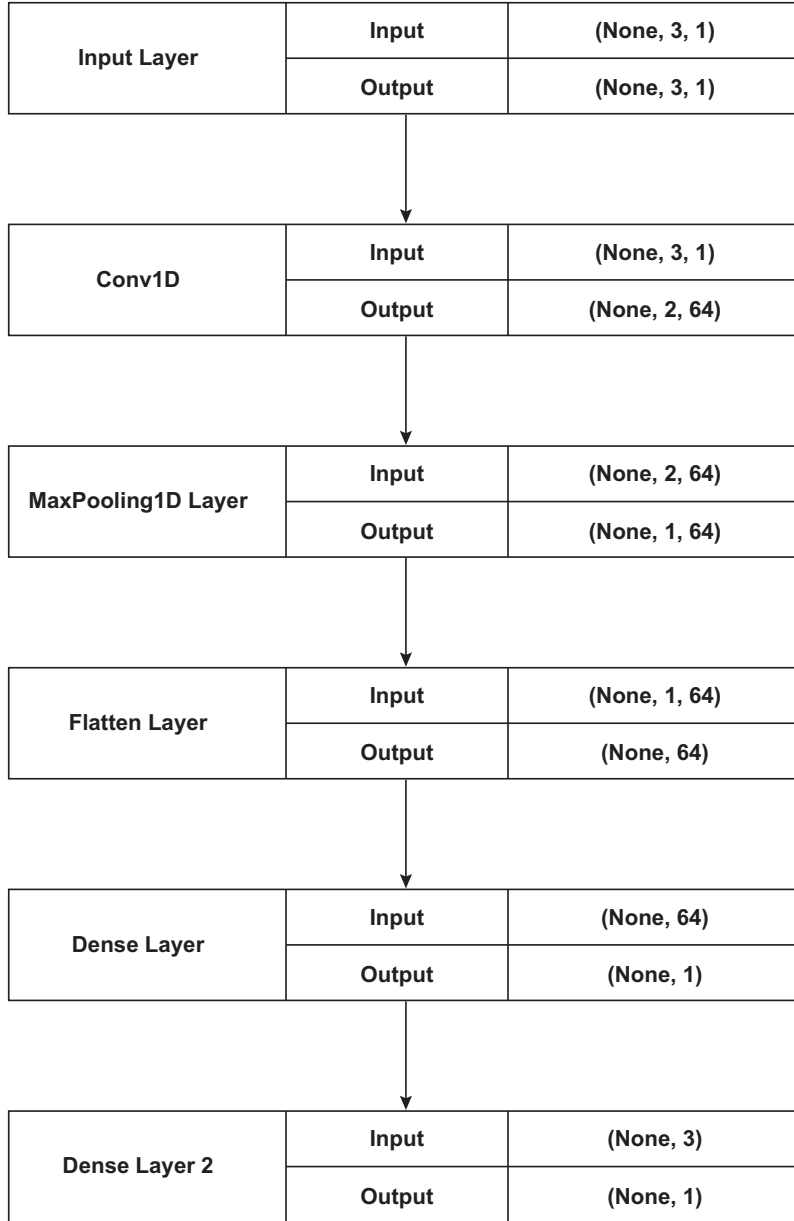 Input Layer
Input
(None, 3, 1)
Output
(None, 3, 1)
Conv1D
Input
(None, 3, 1)
Output
(None, 2, 64)
MaxPooling1D Layer
Input
(None, 2, 64)
Output
(None, 1, 64)
Flatten Layer
Input
(None, 1, 64)
Output
(None, 64)
Dense Layer
Input
(None, 64)
Output
(None, 1)
Dense Layer 2
Input
(None, 3)
Output
(None, 1)